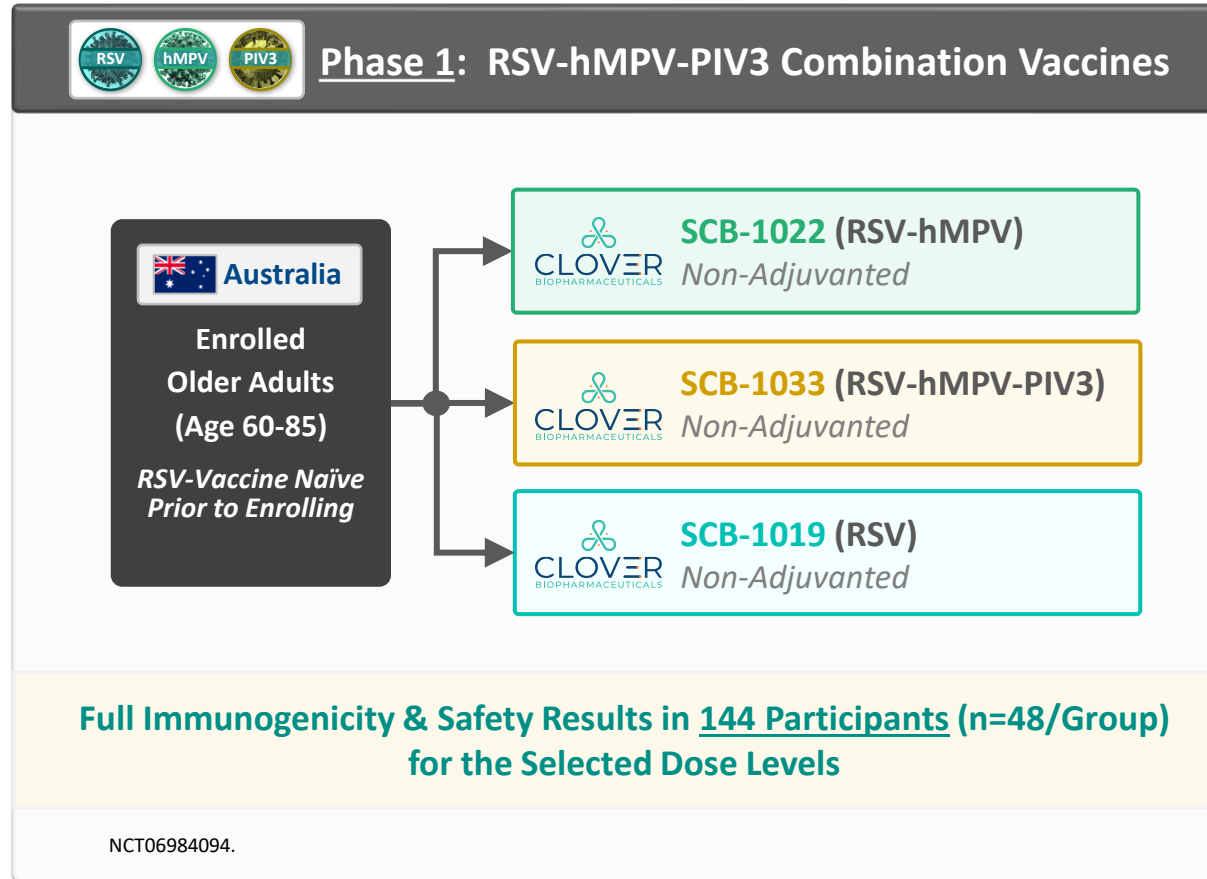 RSV hMPV PIV3
Phase 1: RSV-hMPV-PIV3 Combination Vaccines
Australia
Enrolled
Older Adults
(Age 60-85)
RSV-Vaccine Naïve
Prior to Enrolling
CLOVER
BIOPHARMACEUTICALS
SCB-1022 (RSV-hMPV)
Non-Adjuvanted
CLOVER
BIOPHARMACEUTICALS
SCB-1033 (RSV-hMPV-PIV3)
Non-Adjuvanted
CLOVER
BIOPHARMACEUTICALS
SCB-1019 (RSV)
Non-Adjuvanted
Full Immunogenicity & Safety Results in 144 Participants (n=48/Group)
for the Selected Dose Levels
NCT06984094.